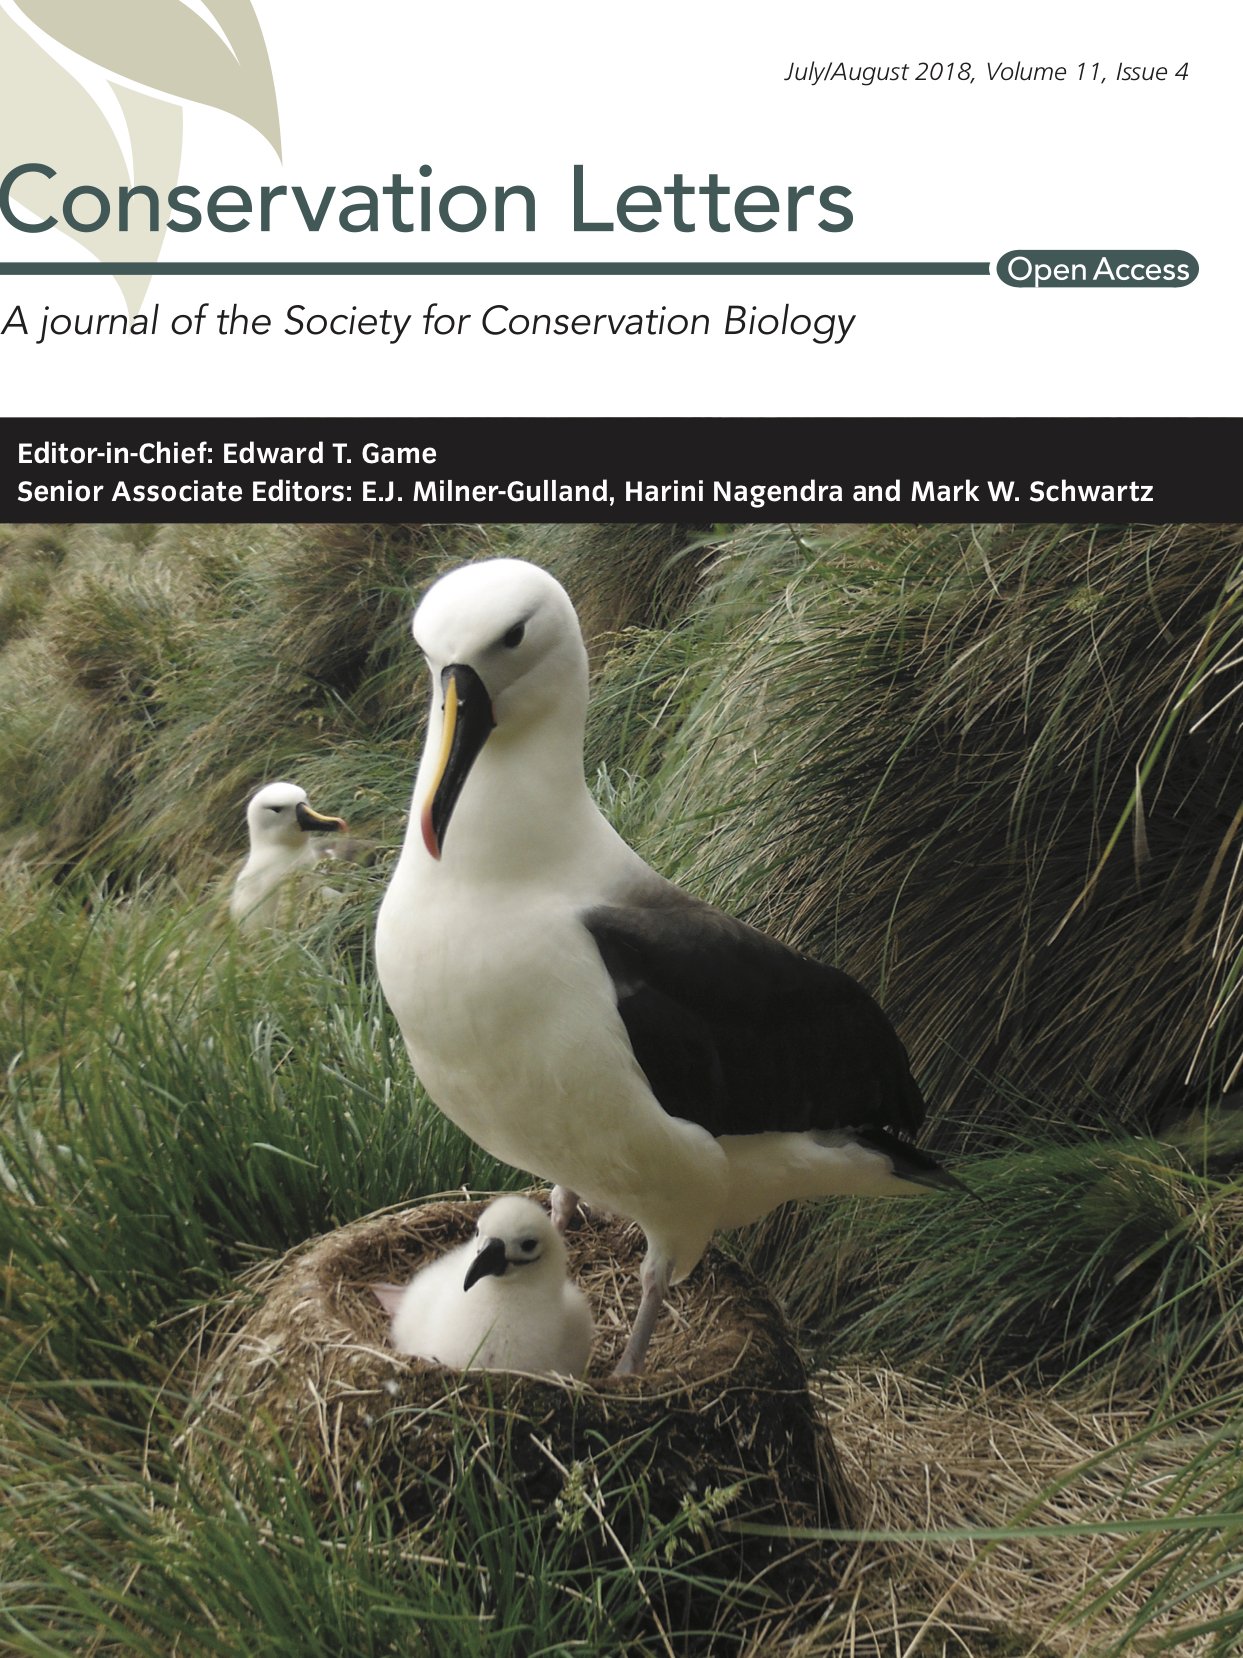 July/August 2018, Volume 11, Issue 4
Conservation Letters
Open Access
A journal of the Society for Conservation Biology
Editor-in-Chief: Edward T. Game
Senior Associate Editors: E.J. Milner-Gulland, Harini Nagendra and Mark W. Schwartz